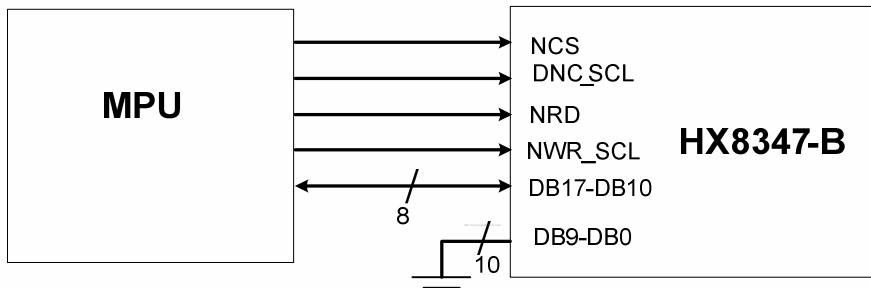 MPU
NCS
DNC_SCL
NRD
NWR_SCL
HX8347-B
DB17-DB10
8
DB9-DB0
10